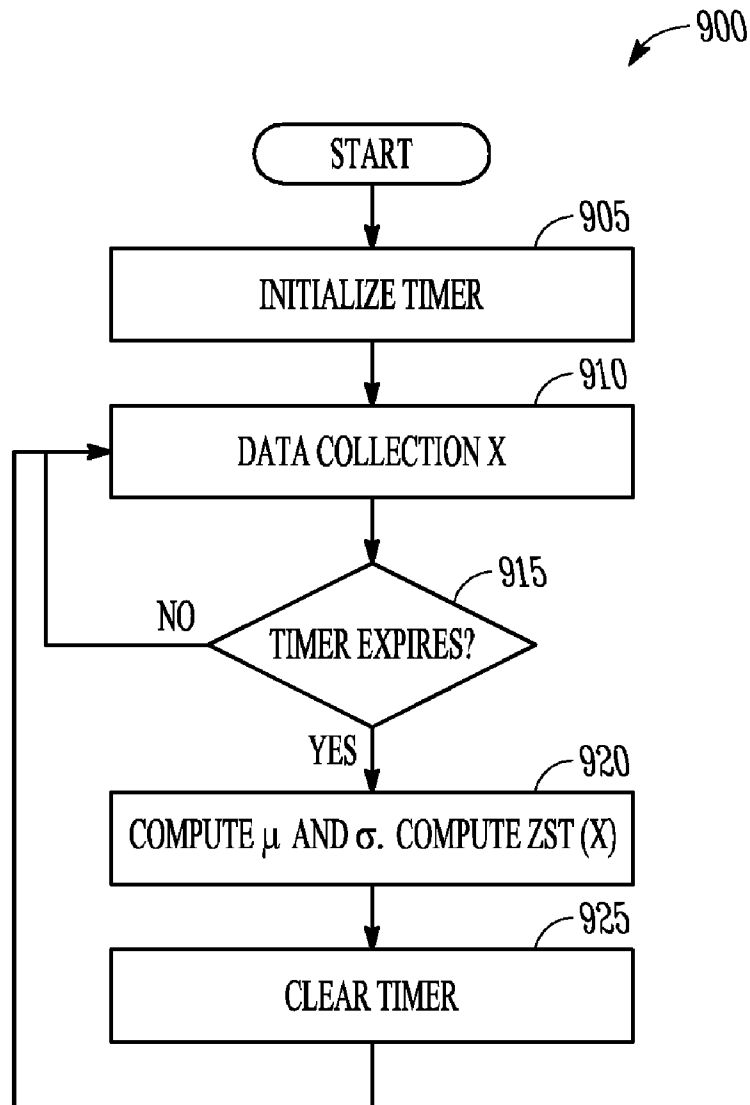 900
START
905
INITIALIZE TIMER
910
DATA COLLECTION X
915
NO
TIMER EXPIRES?
YES
920
COMPUTE μ AND σ. COMPUTE ZST (X)
925
CLEAR TIMER